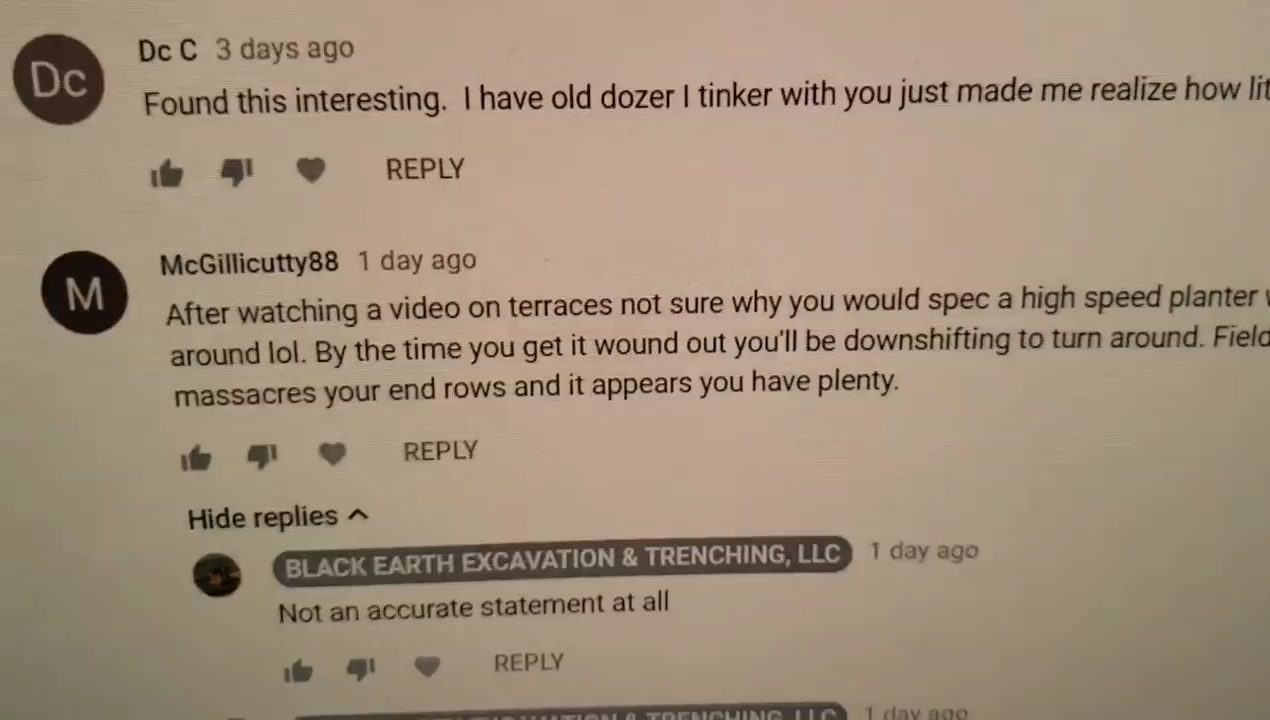 Dc
Dc C 3 days ago
Found this interesting. I have old dozer I tinker with you just made me realize how
REPLY
M
McGillicutty88 1 day ago
After watching a video on terraces not sure why you would spec a high speed planter
around lol. By the time you get it wound out you'll be downshifting to turn around. Field
massacres your end rows and it appears you have plenty.
REPLY
Hide replies
BLACK EARTH EXCAVATION & TRENCHING, LLC 1 day ago
Not an accurate statement at all
REPLY
& TRENCHING, LLC 1 day ago